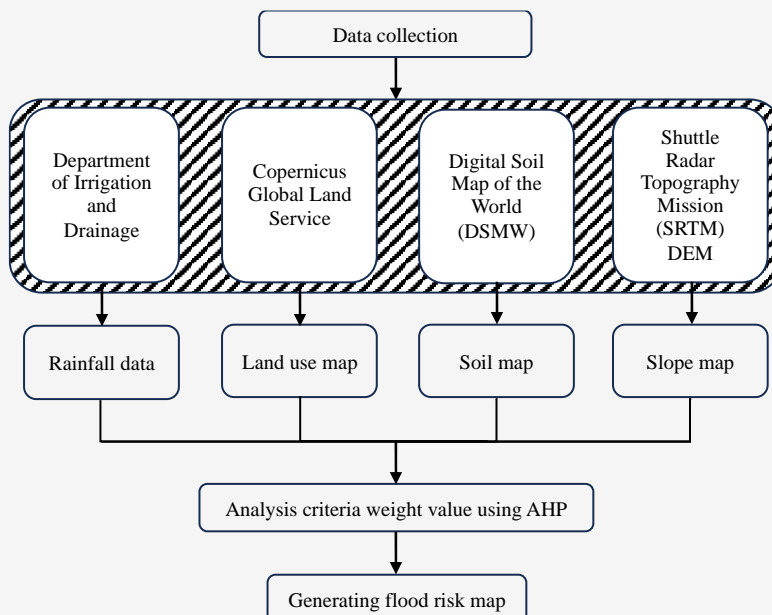 Data collection
Department
of Irrigation
and
Drainage
Copernicus
Global Land
Service
Digital Soil
Map of the
World
(DSMW)
Shuttle
Radar
Topography
Mission
(SRTM)
DEM
Rainfall data
Land use map
Soil map
Slope map
Analysis criteria weight value using AHP
Generating flood risk map